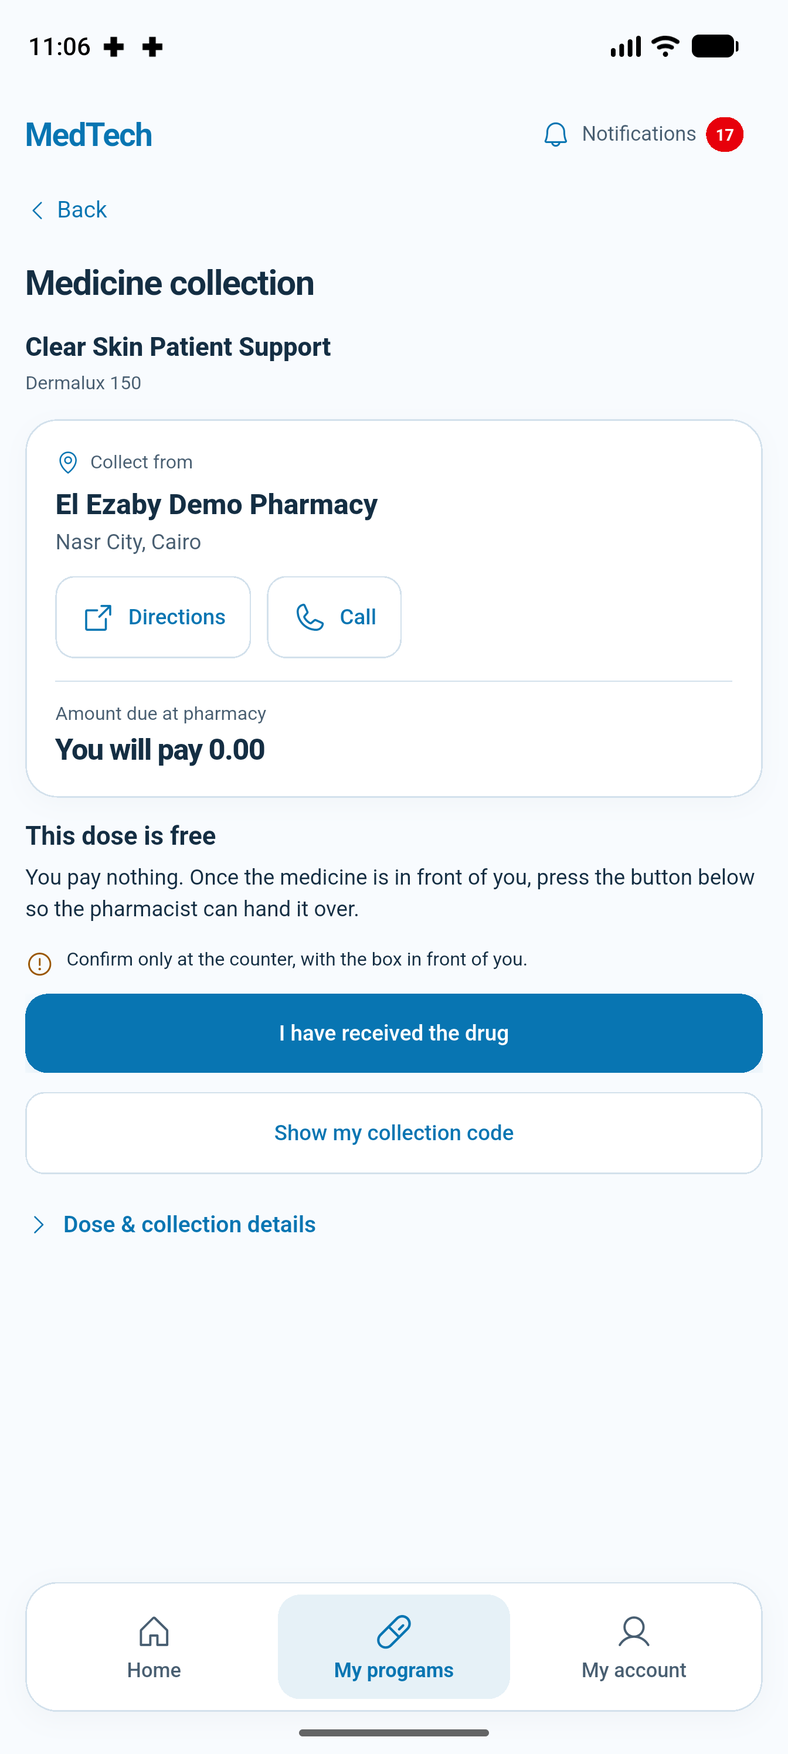 11:06
MedTech
Notifications 17
Back
Medicine collection
Clear Skin Patient Support
Dermalux 150
Collect from
El Ezaby Demo Pharmacy
Nasr City, Cairo
Directions
Call
Amount due at pharmacy
You will pay 0.00
This dose is free
You pay nothing. Once the medicine is in front of you, press the button below
so the pharmacist can hand it over.
Confirm only at the counter, with the box in front of you.
I have received the drug
Show my collection code
Dose & collection details
Home
My programs
My account